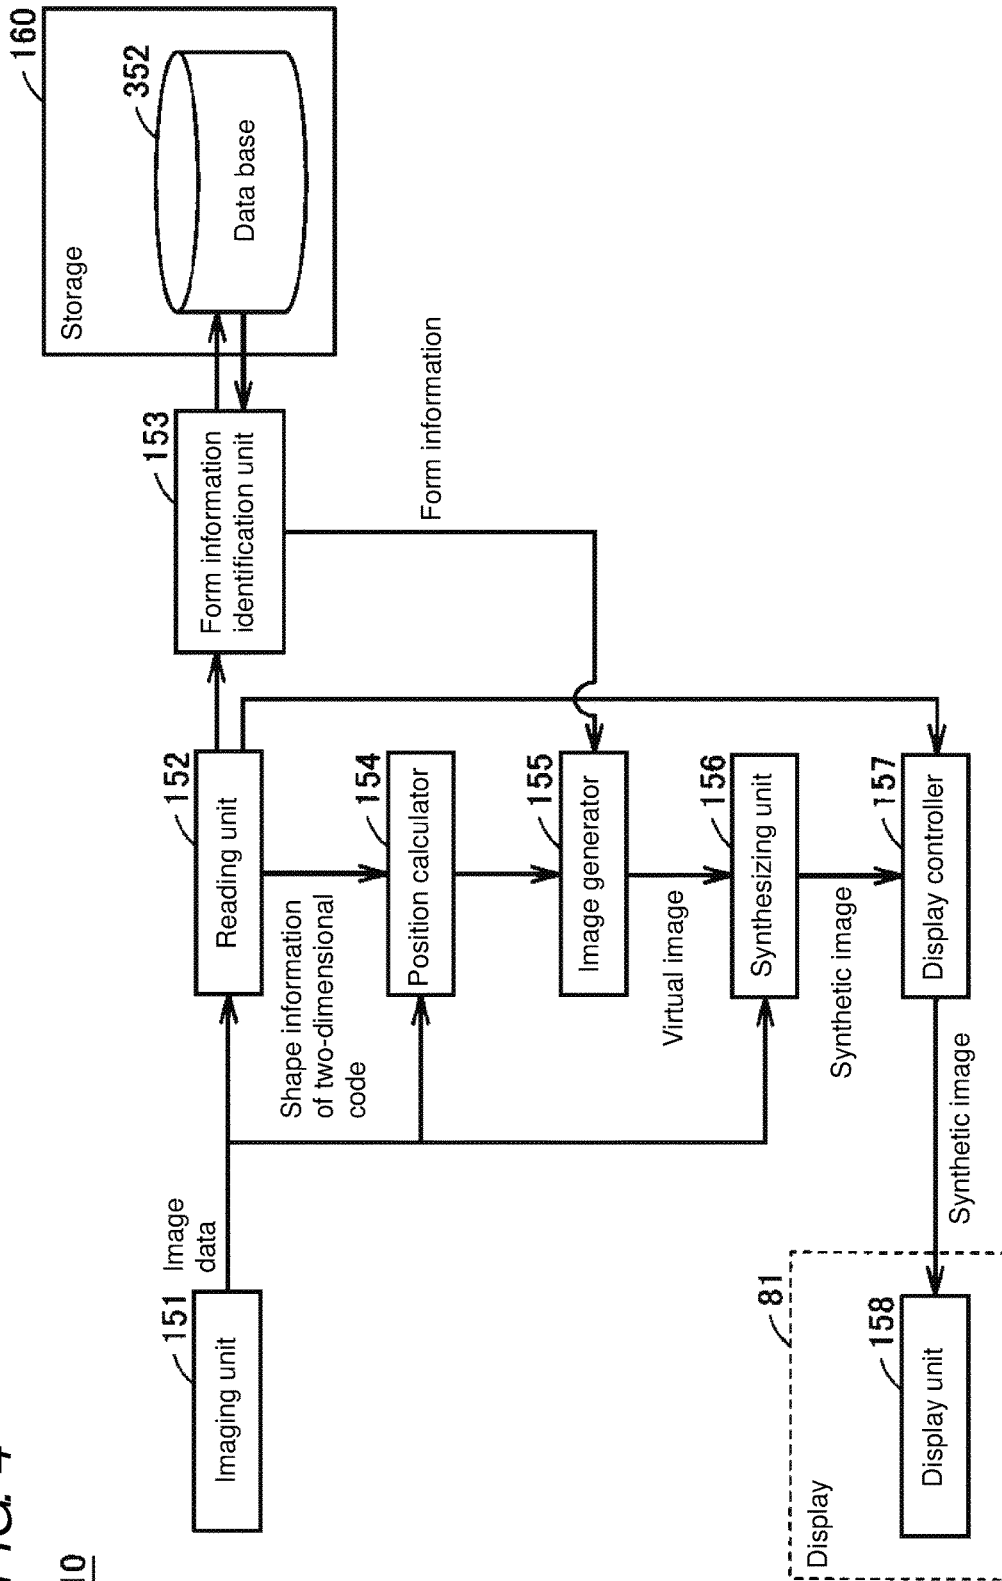 FIG. 4
10
160
Storage
352
Data base
151
Imaging unit
Image
data
152
Reading unit
153
Form information
identification unit
Shape information
of two-dimensional
code
154
Position calculator
Form information
155
Image generator
Virtual image
156
Synthesizing unit
Synthetic image
81
Display
158
Display unit
157
Display controller
Synthetic image